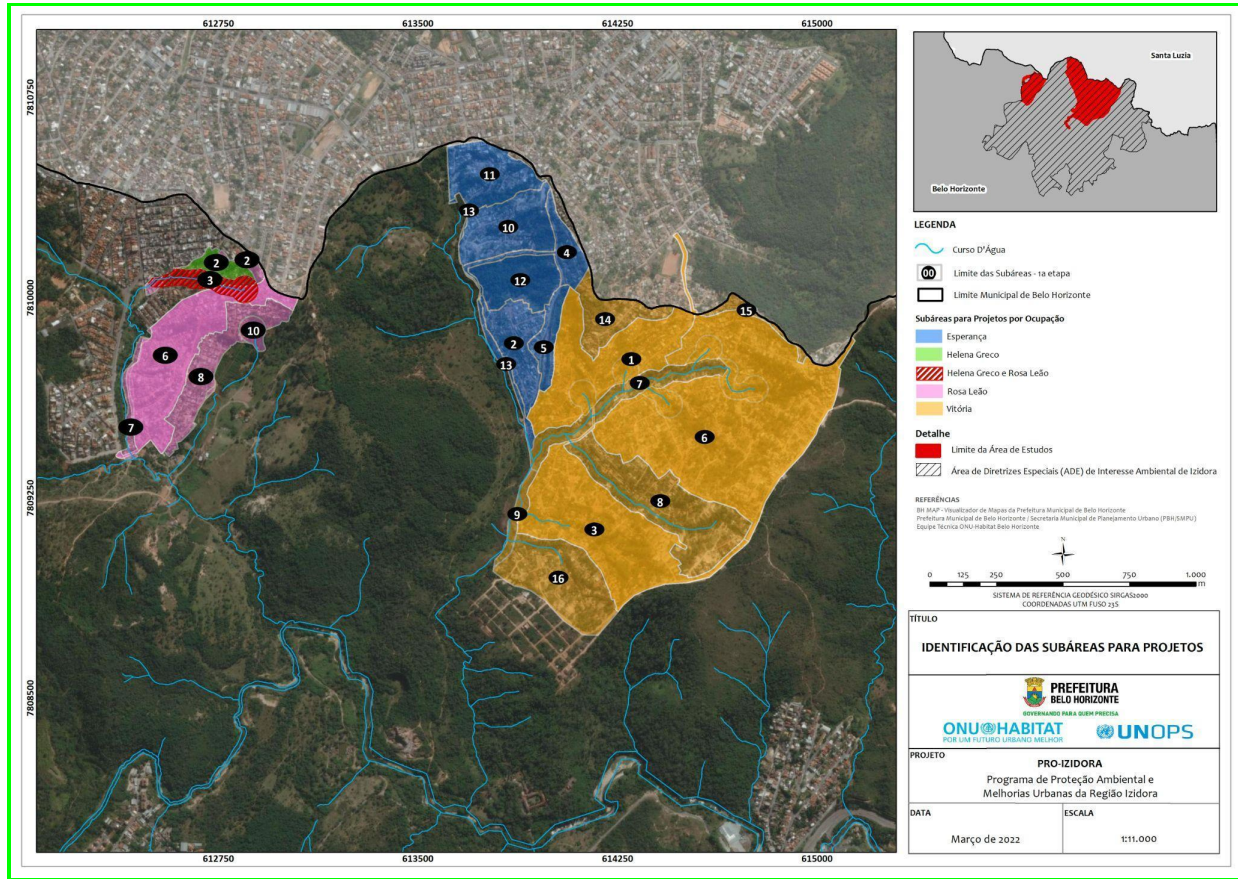 612750
613500
614250
615000
7810750
7810000
7809250
7808500
11
13
10
4
12
2
5
13
2
2
3
10
6
8
7
14
15
1
7
6
8
9
3
16
612750
613500
614250
615000
Santa Luzia
Belo Horizonte
LEGENDA
Curso D'Água
00 Limite das Subáreas - 1a etapa
Limite Municipal de Belo Horizonte
Subáreas para Projetos por Ocupação
Esperança
Helena Greco
Helena Greco e Rosa Leão
Rosa Leão
Vitória
Detalhe
Limite da Área de Estudos
Área de Diretrizes Especiais (ADE) de Interesse Ambiental de Izidora
REFERÊNCIAS
BH MAP - Visualizador de Mapas da Prefeitura Municipal de Belo Horizonte
Prefeitura Municipal de Belo Horizonte / Secretaria Municipal de Planejamento Urbano (PBH/SMPU)
Equipe Técnica ONU-Habitat Belo Horizonte
N
0 125 250 500 750 1.000
m
SISTEMA DE REFERÊNCIA GEODÉSICO SIRGAS2000
COORDENADAS UTM FUSO 23S
TÍTULO
IDENTIFICAÇÃO DAS SUBÁREAS PARA PROJETOS
PREFEITURA
BELO HORIZONTE
GOVERNANDO PARA QUEM PRECISA
ONU HABITAT
POR UM FUTURO URBANO MELHOR
UNOPS
PROJETO
PRO-IZIDORA
Programa de Proteção Ambiental e
Melhorias Urbanas da Região Izidora
DATA
Março de 2022
ESCALA
1:11.000